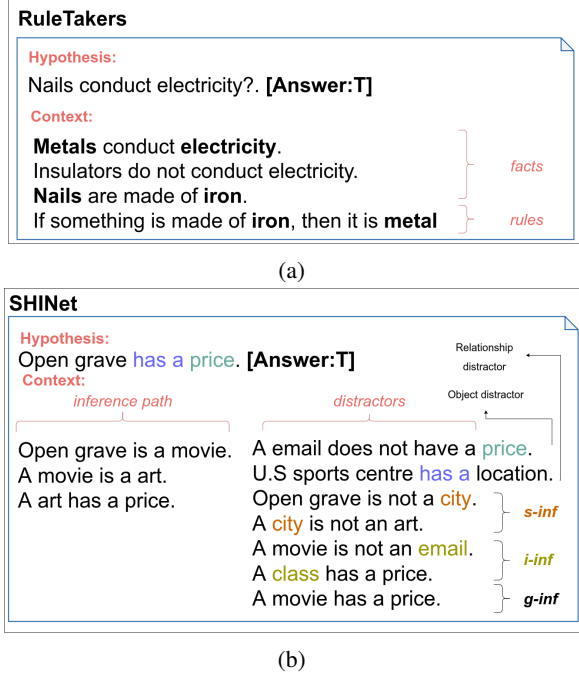 RuleTakers
Hypothesis:
Nails conduct electricity?. [Answer:T]
Context:
Metals conduct electricity.
Insulators do not conduct electricity.
Nails are made of iron.
facts
If something is made of iron, then it is metal
rules
(a)
SHINet
Hypothesis:
Open grave has a price. [Answer:T]
Context:
Relationship
distractor
Object distractor
inference path
Open grave is a movie.
A movie is a art.
A art has a price.
distractors
A email does not have a price.
U.S sports centre has a location.
Open grave is not a city.
A city is not an art.
s-inf
A movie is not an email.
A class has a price.
i-inf
A movie has a price.
g-inf
(b)